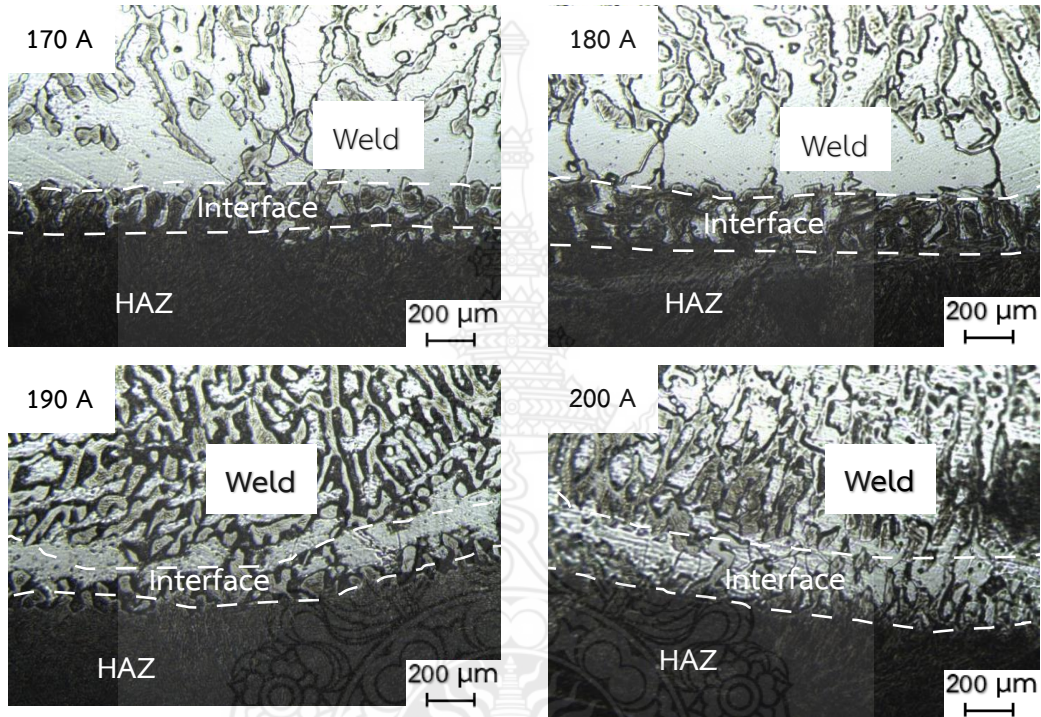 170 A
Weld
Interface
HAZ
200 µm
180 A
Weld
Interface
HAZ
200 µm
190 A
Weld
Interface
HAZ
200 µm
200 A
Weld
Interface
HAZ
200 µm